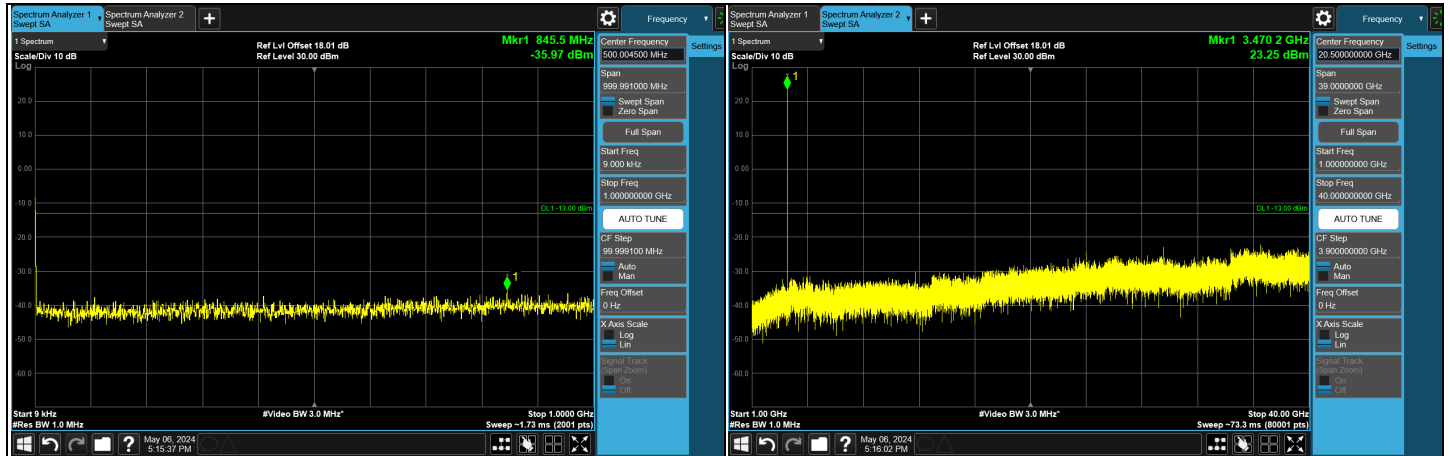 Spectrum Analyzer 1
Swept SA
Spectrum Analyzer 2
Swept SA
+
Frequency
1 Spectrum
Scale/Div 10 dB
Log
Ref Lvl Offset 18.01 dB
Ref Level 30.00 dBm
Mkr1 845.5 MHz
-35.97 dBm
20.0
10.0
0.00
-10.0
-20.0
-30.0
-40.0
-50.0
-60.0
DL1 -13.00 dBm
1
Start 9 kHz
#Res BW 1.0 MHz
#Video BW 3.0 MHz*
Stop 1.0000 GHz
Sweep ~1.73 ms (2001 pts)
Center Frequency
500.004500 MHz
Settings
Span
999.991000 MHz
Swept Span
Zero Span
Full Span
Start Freq
9.000 kHz
Stop Freq
1.000000000 GHz
AUTO TUNE
CF Step
99.999100 MHz
Auto
Man
Freq Offset
0 Hz
X Axis Scale
Log
Lin
Signal Track
(Span Zoom)
On
Off
?
May 06, 2024
5:15:37 PM
Spectrum Analyzer 1
Swept SA
Spectrum Analyzer 2
Swept SA
+
Frequency
1 Spectrum
Scale/Div 10 dB
Log
Ref Lvl Offset 18.01 dB
Ref Level 30.00 dBm
Mkr1 3.470 2 GHz
23.25 dBm
1
20.0
10.0
0.00
-10.0
-20.0
-30.0
-40.0
-50.0
-60.0
DL1 -13.00 dBm
Start 1.00 GHz
#Res BW 1.0 MHz
#Video BW 3.0 MHz*
Stop 40.00 GHz
Sweep ~73.3 ms (80001 pts)
Center Frequency
20.50000000 GHz
Settings
Span
39.0000000 GHz
Swept Span
Zero Span
Full Span
Start Freq
1.000000000 GHz
Stop Freq
40.00000000 GHz
AUTO TUNE
CF Step
3.900000000 GHz
Auto
Man
Freq Offset
0 Hz
X Axis Scale
Log
Lin
Signal Track
(Span Zoom)
On
Off
?
May 06, 2024
5:16:02 PM